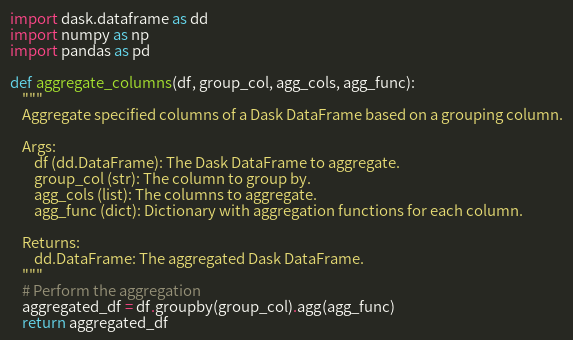 import dask.dataframe as dd
import numpy as np
import pandas as pd

def aggregate_columns(df, group_col, agg_cols, agg_func):
    """
    Aggregate specified columns of a Dask DataFrame based on a grouping column.

    Args:
        df (dd.DataFrame): The Dask DataFrame to aggregate.
        group_col (str): The column to group by.
        agg_cols (list): The columns to aggregate.
        agg_func (dict): Dictionary with aggregation functions for each column.

    Returns:
        dd.DataFrame: The aggregated Dask DataFrame.
    """
    # Perform the aggregation
    aggregated_df = df.groupby(group_col).agg(agg_func)
    return aggregated_df